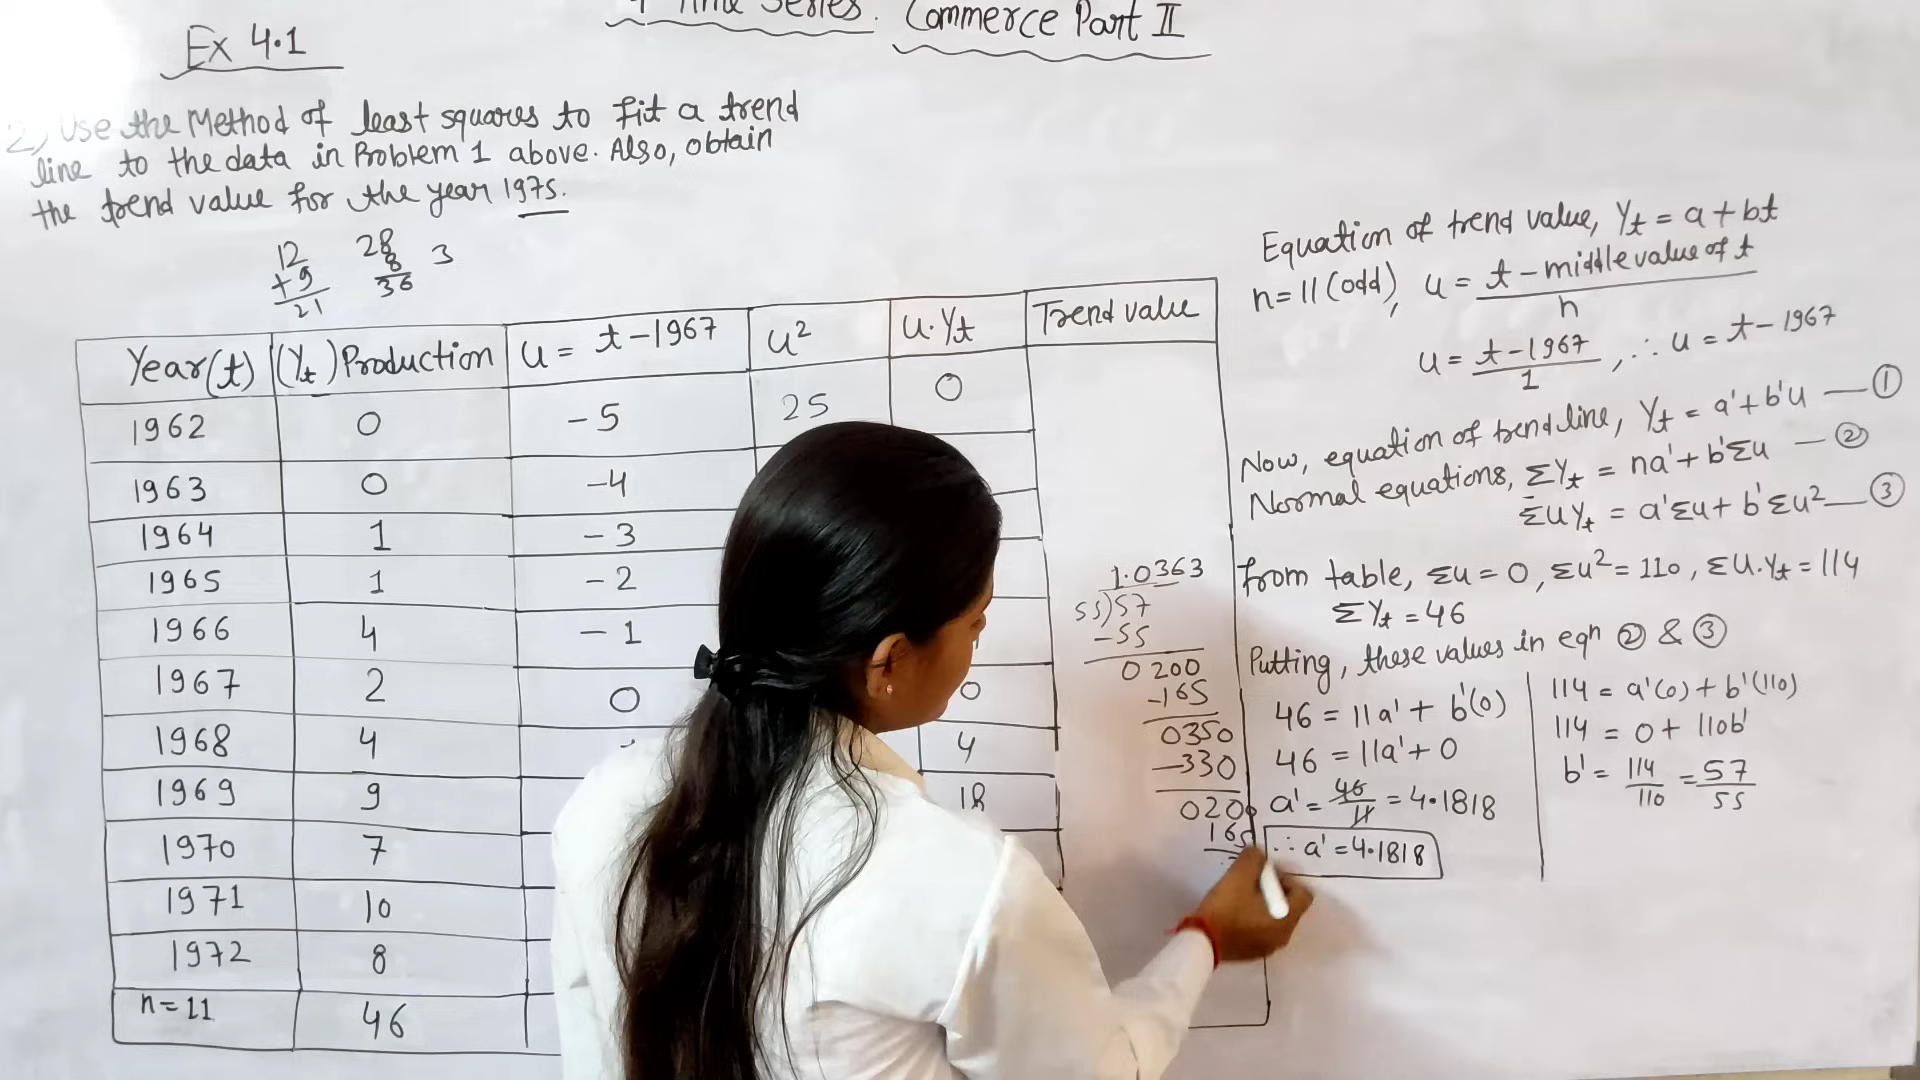 Time Series. Commerce Part II
Ex 4.1
2) Use the Method of least squares to fit a trend
line to the data in Problem 1 above. Also, obtain
the trend value for the year 1975.
12
+9
21
28
8
36
3
Year(t) (Yt) Production u = t-1967 u² u.Yt Trend value
1962 0 -5 25 0
1963 0 -4
1964 1 -3
1965 1 -2
1966 4 -1
1967 2 0 0
1968 4 4
1969 9 18
1970 7
1971 10
1972 8
n=11 46
1.0363
55)57
-55
0200
-165
0350
-330
0200
165
Equation of trend value, Yt = a+bt
n=11(odd), u = t - middle value of t
n
u = t-1967 , ∴ u = t-1967
1
Now, equation of trend line, Yt = a'+b'u — ①
Normal equations, ΣYt = na'+b'Σu — ②
ΣuYt = a'Σu+ b'Σu² — ③
from table, Σu = 0, Σu² = 110, Σu.Yt = 114
ΣYt = 46
Putting, these values in eqn ② & ③
46 = 11a' + b'(0)
46 = 11a'+ 0
a' = 46/11 = 4.1818
∴ a' = 4.1818
114 = a'(0) + b'(110)
114 = 0+ 110b'
b' = 114/110 = 57/55